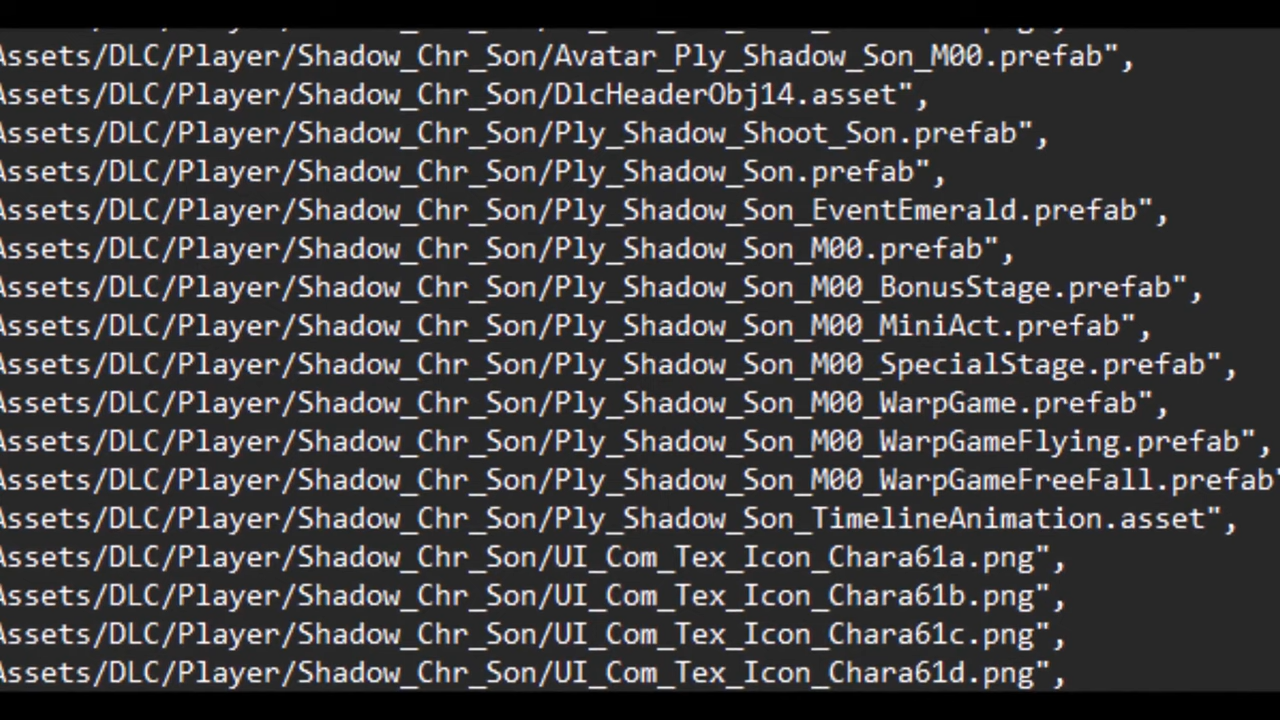 Assets/DLC/Player/Shadow_Chr_Son/Avatar_Ply_Shadow_Son_M00.prefab",
Assets/DLC/Player/Shadow_Chr_Son/DlcHeaderObj14.asset",
Assets/DLC/Player/Shadow_Chr_Son/Ply_Shadow_Shoot_Son.prefab",
Assets/DLC/Player/Shadow_Chr_Son/Ply_Shadow_Son.prefab",
Assets/DLC/Player/Shadow_Chr_Son/Ply_Shadow_Son_EventEmerald.prefab",
Assets/DLC/Player/Shadow_Chr_Son/Ply_Shadow_Son_M00.prefab",
Assets/DLC/Player/Shadow_Chr_Son/Ply_Shadow_Son_M00_BonusStage.prefab",
Assets/DLC/Player/Shadow_Chr_Son/Ply_Shadow_Son_M00_MiniAct.prefab",
Assets/DLC/Player/Shadow_Chr_Son/Ply_Shadow_Son_M00_SpecialStage.prefab",
Assets/DLC/Player/Shadow_Chr_Son/Ply_Shadow_Son_M00_WarpGame.prefab",
Assets/DLC/Player/Shadow_Chr_Son/Ply_Shadow_Son_M00_WarpGameFlying.prefab",
Assets/DLC/Player/Shadow_Chr_Son/Ply_Shadow_Son_M00_WarpGameFreeFall.prefab"
Assets/DLC/Player/Shadow_Chr_Son/Ply_Shadow_Son_TimelineAnimation.asset",
Assets/DLC/Player/Shadow_Chr_Son/UI_Com_Tex_Icon_Chara61a.png",
Assets/DLC/Player/Shadow_Chr_Son/UI_Com_Tex_Icon_Chara61b.png",
Assets/DLC/Player/Shadow_Chr_Son/UI_Com_Tex_Icon_Chara61c.png",
Assets/DLC/Player/Shadow_Chr_Son/UI_Com_Tex_Icon_Chara61d.png",